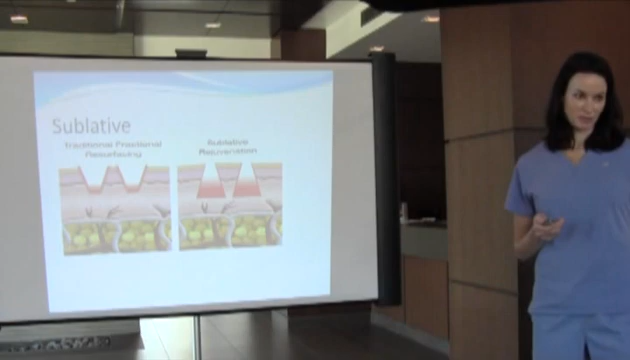 Sublative
Traditional Fractional
Resurfacing
Sublative
Rejuvenation